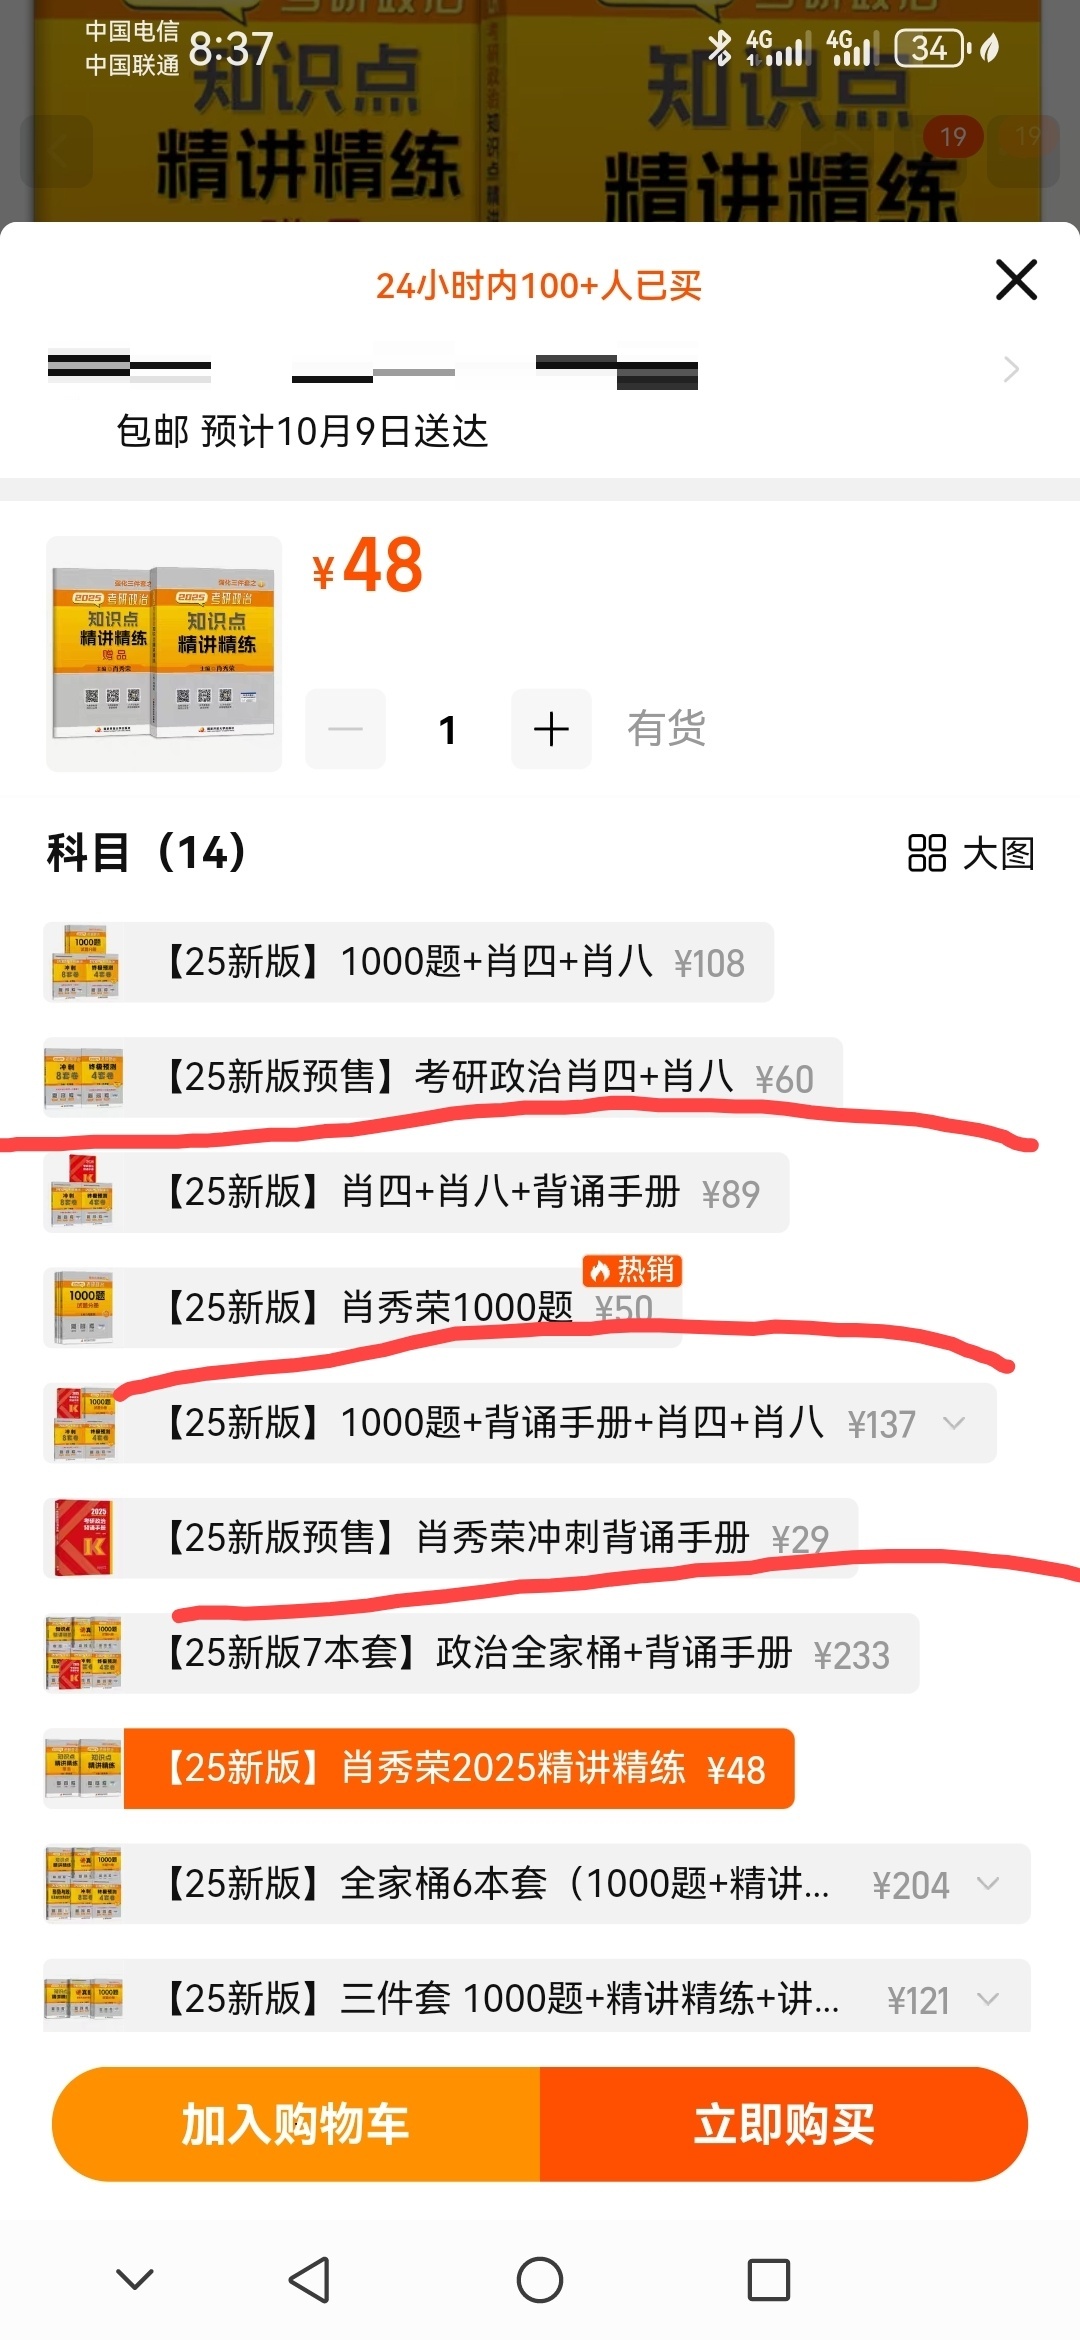 考研政治
考研政治
中国电信
中国联通
8:37
4G
4G
34
知识点
知识点
精讲精练
精讲精练
19
19
24小时内100+人已买
包邮 预计10月9日送达
¥48
2025 考研政治
知识点
精讲精练
赠品
2025 考研政治
知识点
精讲精练
1
有货
科目（14）
大图
【25新版】1000题+肖四+肖八 ¥108
【25新版预售】考研政治肖四+肖八 ¥60
【25新版】肖四+肖八+背诵手册 ¥89
热销
【25新版】肖秀荣1000题 ¥50
【25新版】1000题+背诵手册+肖四+肖八 ¥137
【25新版预售】肖秀荣冲刺背诵手册 ¥29
【25新版7本套】政治全家桶+背诵手册 ¥233
【25新版】肖秀荣2025精讲精练 ¥48
【25新版】全家桶6本套（1000题+精讲... ¥204
【25新版】三件套 1000题+精讲精练+讲... ¥121
加入购物车
立即购买